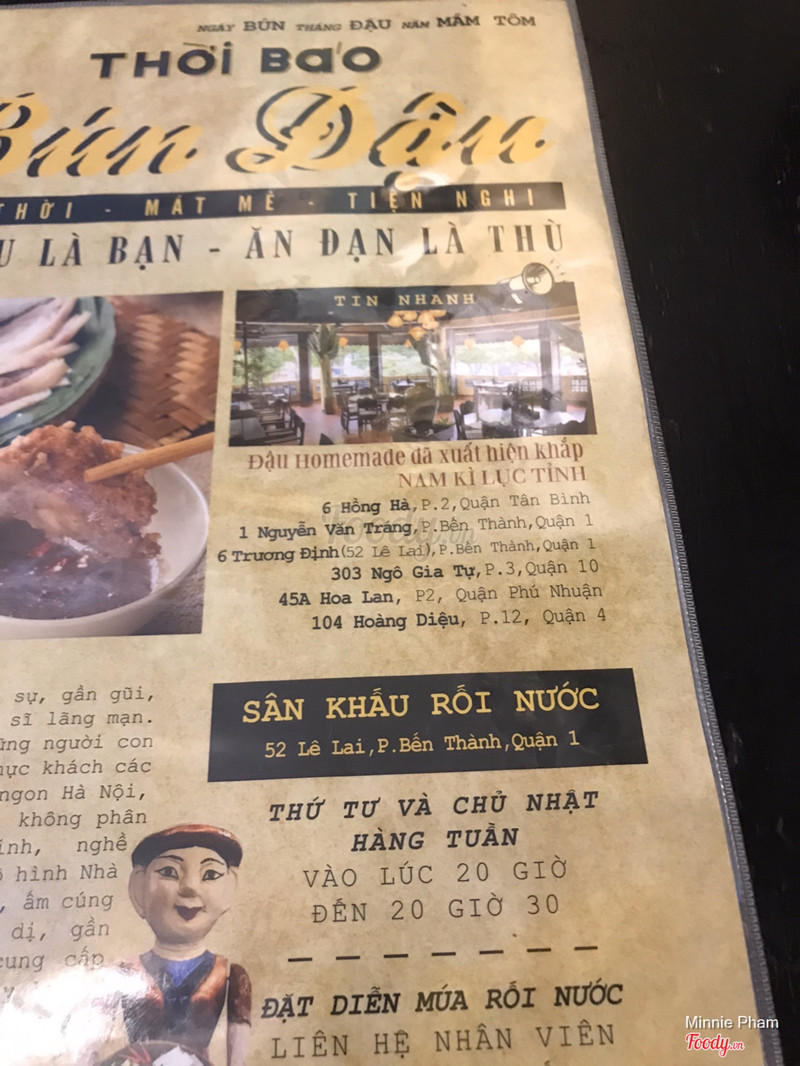 NGÀY BÚN THÁNG ĐẬU NĂM MẮM TÔM
THỜI BÁO
Bún Đậu
THỜI - MÁT MẺ - TIỆN NGHI
LÀ BẠN - ĂN ĐẠN LÀ THÙ
TIN NHANH
Đậu Homemade đã xuất hiện khắp
NAM KÌ LỤC TỈNH
6 Hồng Hà, P.2, Quận Tân Bình
1 Nguyễn Văn Tráng, P.Bến Thành, Quận 1
6 Trương Định (52 Lê Lai), P.Bến Thành, Quận 1
303 Ngô Gia Tự, P.3, Quận 10
45A Hoa Lan, P2, Quận Phú Nhuận
104 Hoàng Diệu, P.12, Quận 4
SÂN KHẤU RỐI NƯỚC
52 Lê Lai, P.Bến Thành, Quận 1
THỨ TƯ VÀ CHỦ NHẬT
HÀNG TUẦN
VÀO LÚC 20 GIỜ
ĐẾN 20 GIỜ 30
ĐẶT DIỄN MÚA RỐI NƯỚC
LIÊN HỆ NHÂN VIÊN
sự, gần gũi,
sĩ lãng mạn.
người con
khách các
ngon Hà Nội,
không phân
nghề
hình Nhà
, ấm cúng
dị, gần
cung cấp
Minnie Pham
Foody.vn